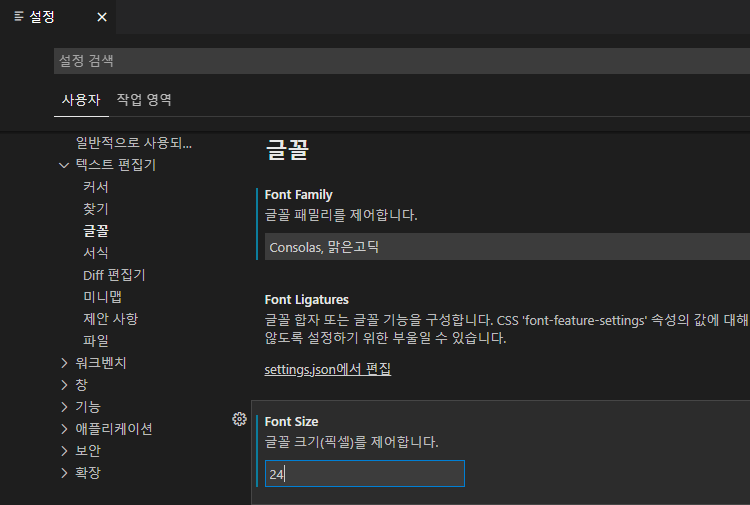 설정
설정 검색
사용자 작업 영역
일반적으로 사용되...
텍스트 편집기
커서
찾기
글꼴
서식
Diff 편집기
미니맵
제안 사항
파일
워크벤치
창
기능
애플리케이션
보안
확장
글꼴
Font Family
글꼴 패밀리를 제어합니다.
Consolas, 맑은고딕
Font Ligatures
글꼴 합자 또는 글꼴 기능을 구성합니다. CSS 'font-feature-settings' 속성의 값에 대해
않도록 설정하기 위한 부울일 수 있습니다.
settings.json에서 편집
Font Size
글꼴 크기(픽셀)를 제어합니다.
24